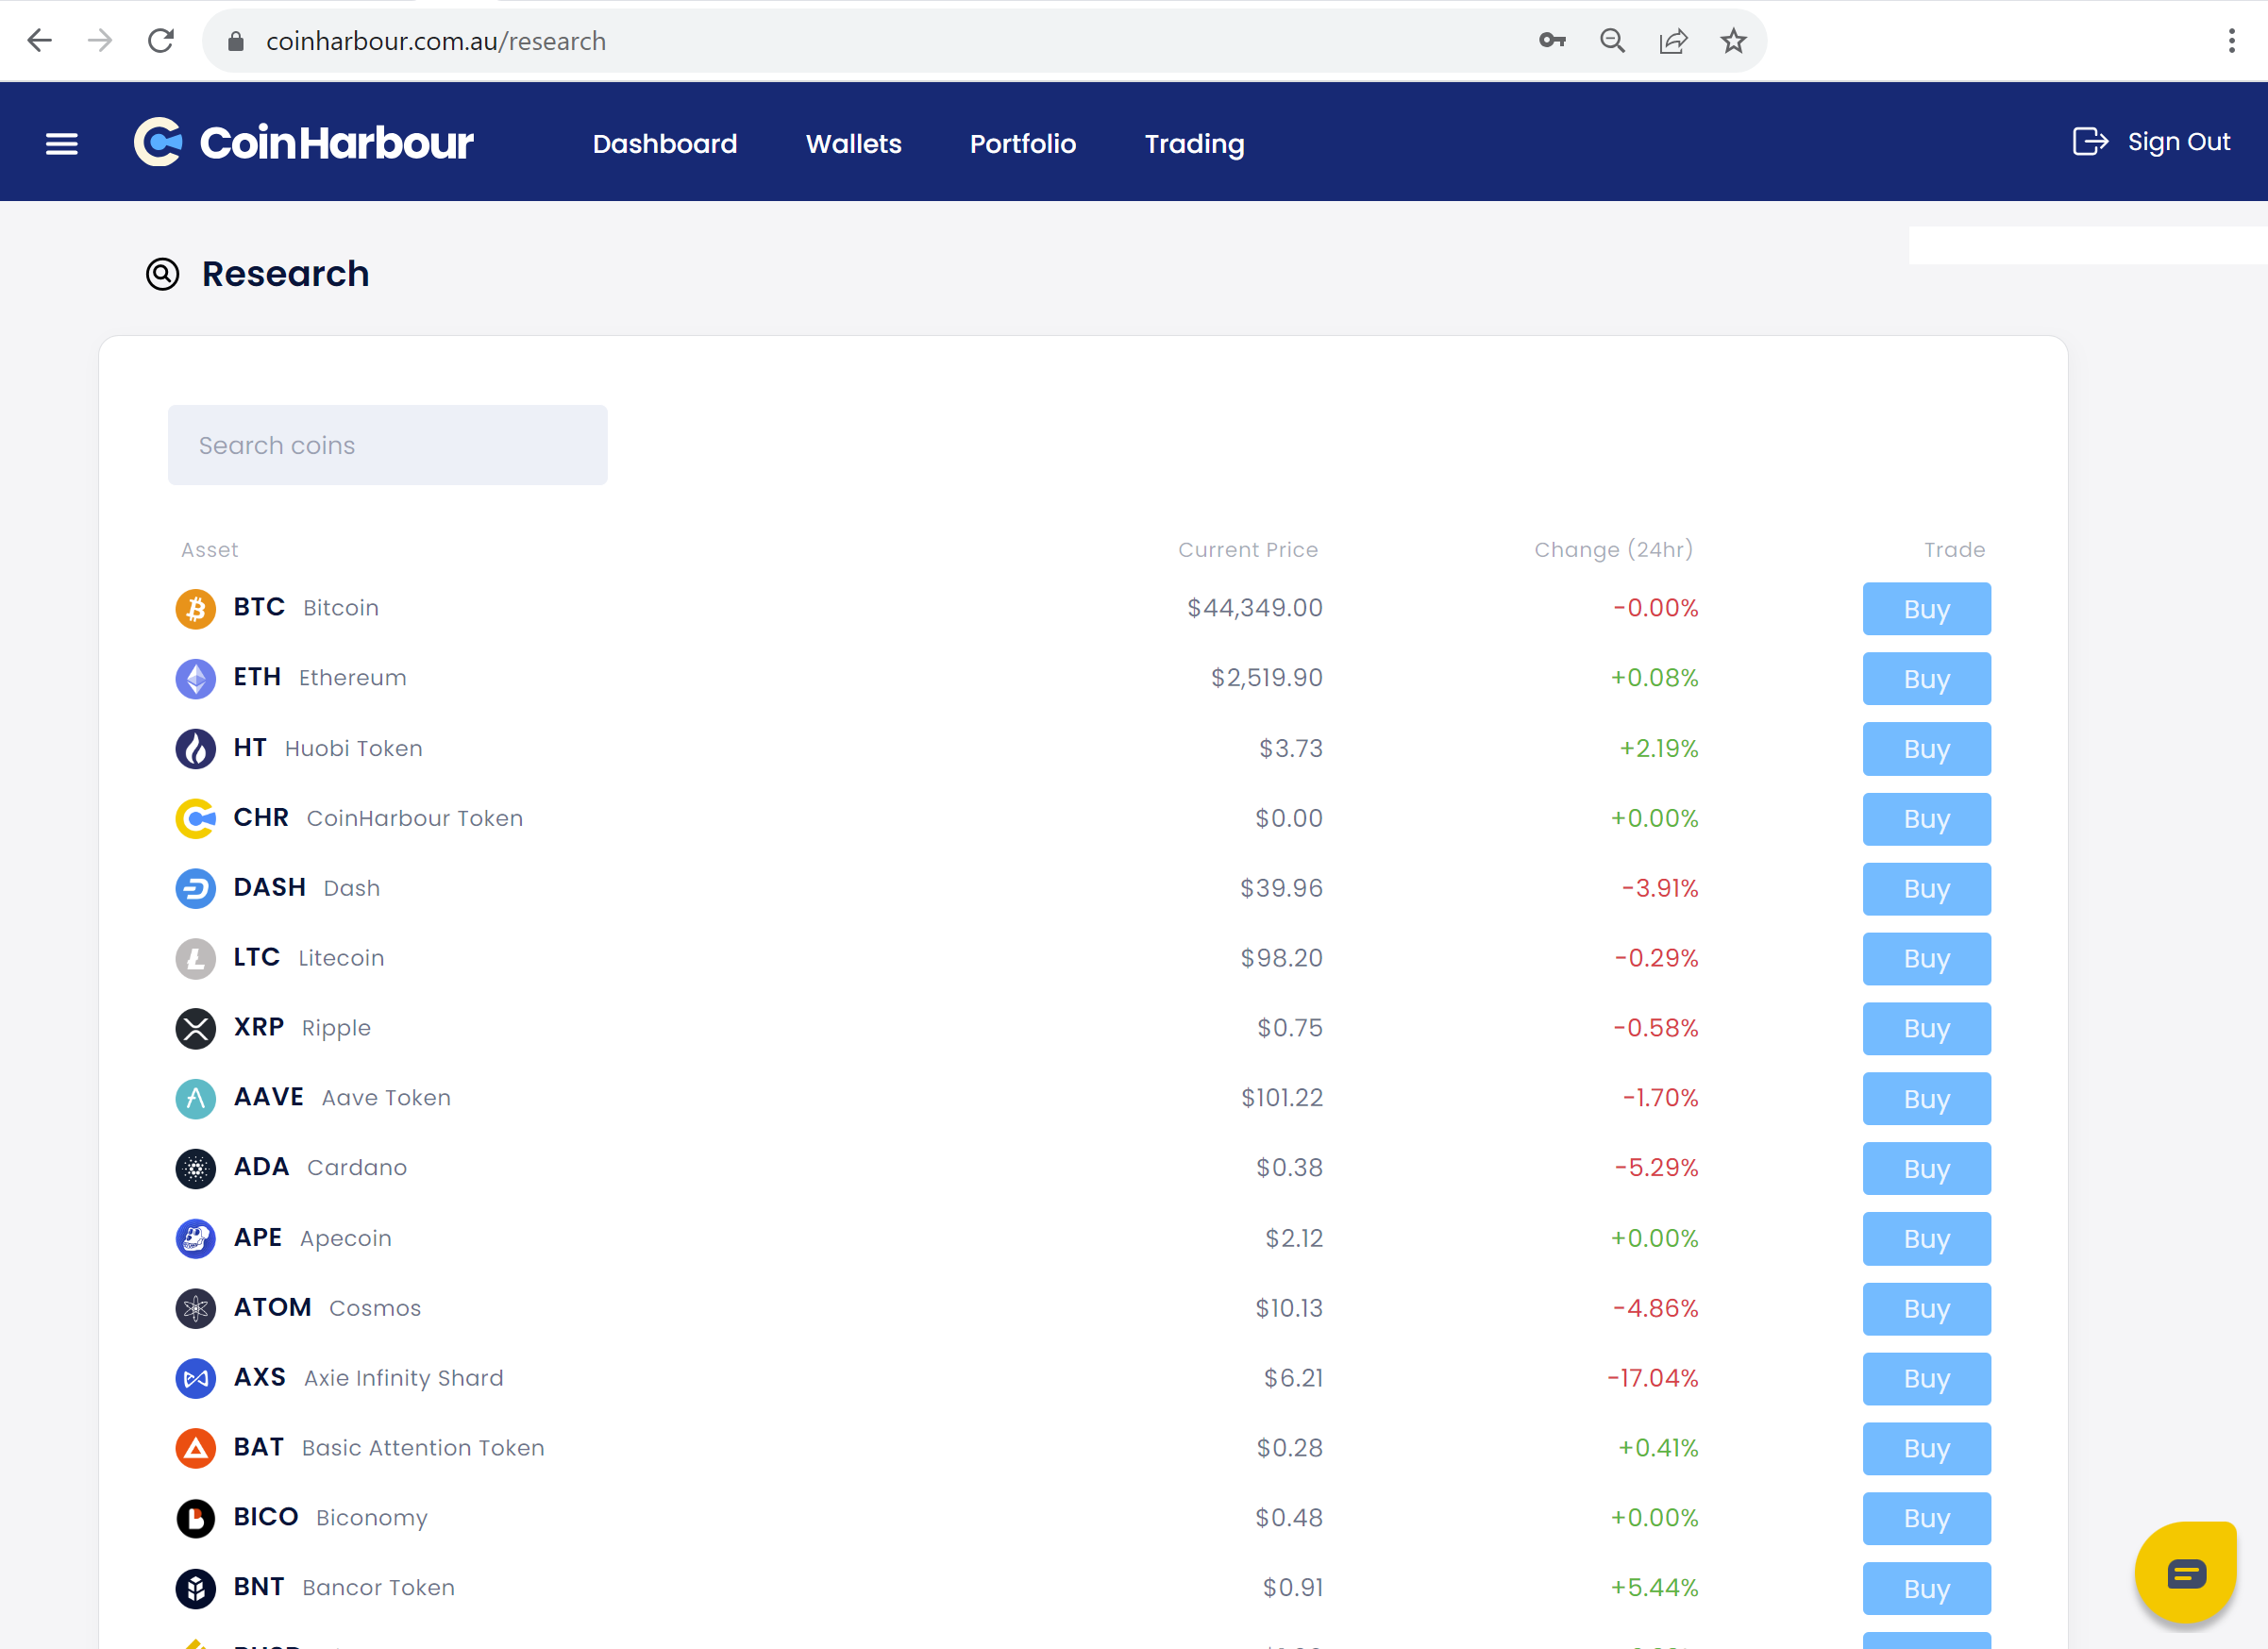 coinharbour.com.au/research
CoinHarbour Dashboard Wallets Portfolio Trading Sign Out
Research
Search coins
Asset Current Price Change (24hr) Trade
BTC Bitcoin $44,349.00 -0.00% Buy
ETH Ethereum $2,519.90 +0.08% Buy
HT Huobi Token $3.73 +2.19% Buy
CHR CoinHarbour Token $0.00 +0.00% Buy
DASH Dash $39.96 -3.91% Buy
LTC Litecoin $98.20 -0.29% Buy
XRP Ripple $0.75 -0.58% Buy
AAVE Aave Token $101.22 -1.70% Buy
ADA Cardano $0.38 -5.29% Buy
APE Apecoin $2.12 +0.00% Buy
ATOM Cosmos $10.13 -4.86% Buy
AXS Axie Infinity Shard $6.21 -17.04% Buy
BAT Basic Attention Token $0.28 +0.41% Buy
BICO Biconomy $0.48 +0.00% Buy
BNT Bancor Token $0.91 +5.44% Buy